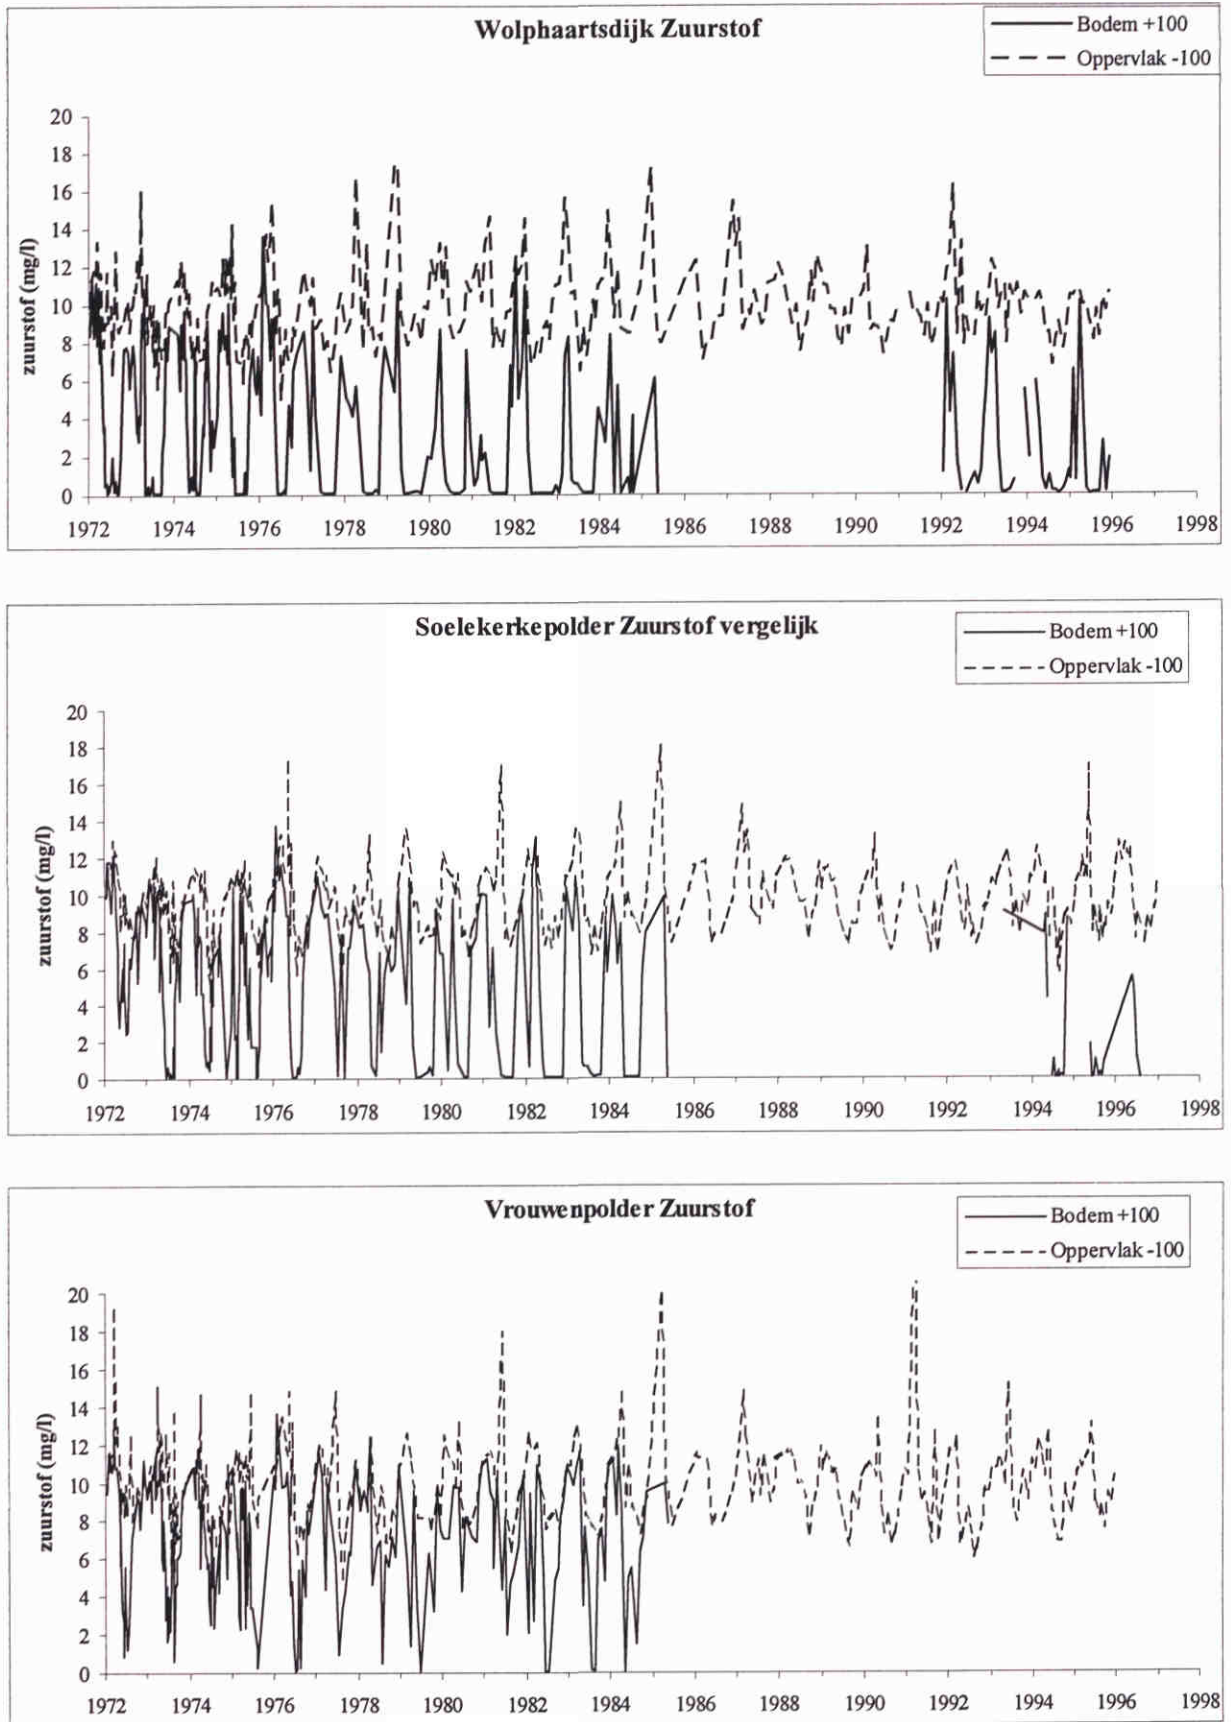 Wolphaartsdijk Zuurstof
Bodem +100
Oppervlak -100
zuurstof (mg/l)
20
18
16
14
12
10
8
6
4
2
0
1972 1974 1976 1978 1980 1982 1984 1986 1988 1990 1992 1994 1996 1998
Soelekerkepolder Zuurstof vergelijk
Bodem +100
Oppervlak -100
zuurstof (mg/l)
20
18
16
14
12
10
8
6
4
2
0
1972 1974 1976 1978 1980 1982 1984 1986 1988 1990 1992 1994 1996 1998
Vrouwenpolder Zuurstof
Bodem +100
Oppervlak -100
zuurstof (mg/l)
20
18
16
14
12
10
8
6
4
2
0
1972 1974 1976 1978 1980 1982 1984 1986 1988 1990 1992 1994 1996 1998